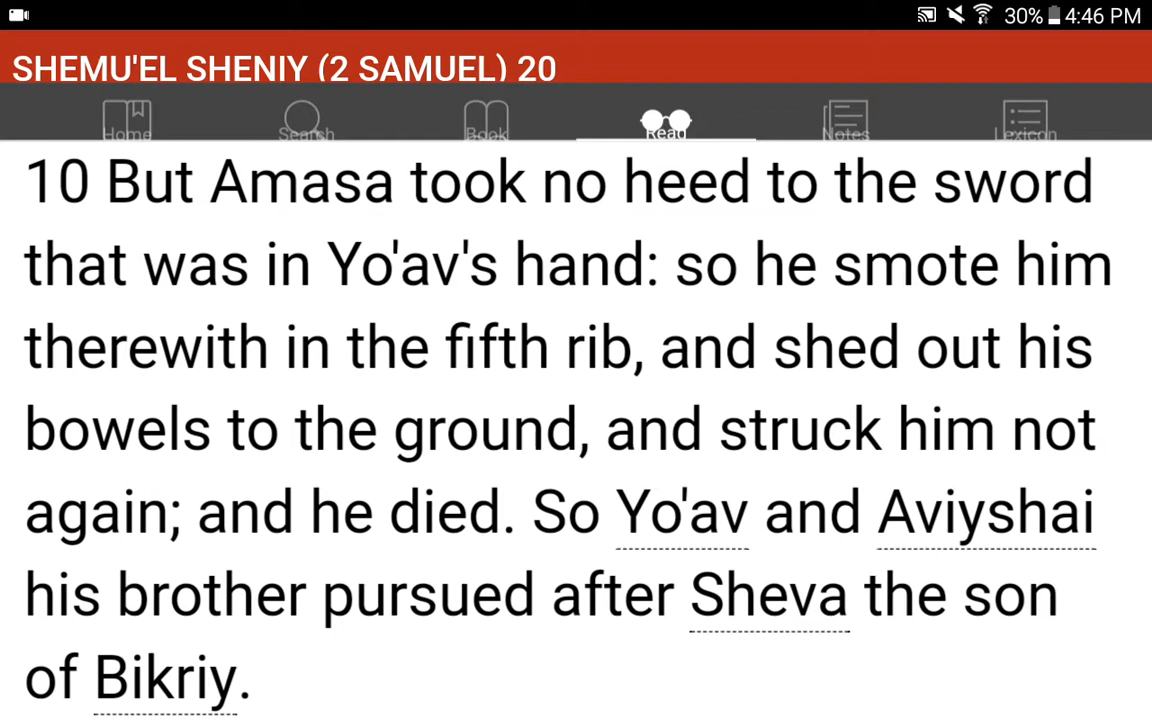 30% 4:46 PM
SHEMU'EL SHENIY (2 SAMUEL) 20
Home Search Book Read Notes Lexicon
10 But Amasa took no heed to the sword
that was in Yo'av's hand: so he smote him
therewith in the fifth rib, and shed out his
bowels to the ground, and struck him not
again; and he died. So Yo'av and Aviyshai
his brother pursued after Sheva the son
of Bikriy.